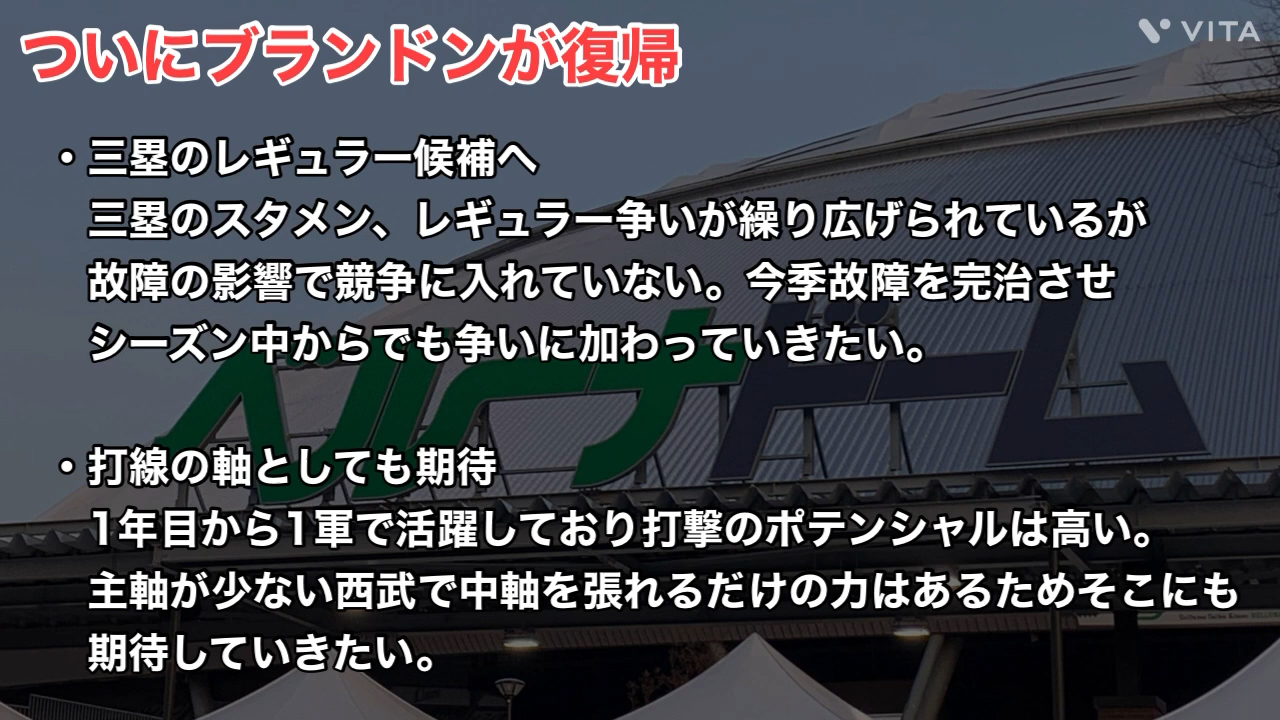 ついにブランドンが復帰
VITA
・三塁のレギュラー候補へ
三塁のスタメン、レギュラー争いが繰り広げられているが
故障の影響で競争に入れていない。今季故障を完治させ
シーズン中からでも争いに加わっていきたい。
ベルーナドーム
・打線の軸としても期待
1年目から1軍で活躍しており打撃のポテンシャルは高い。
主軸が少ない西武で中軸を張れるだけの力はあるためそこにも
期待していきたい。